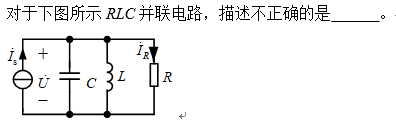 对于下图所示 RLC 并联电路，描述不正确的是______。
İs + U̇ − C L İR R